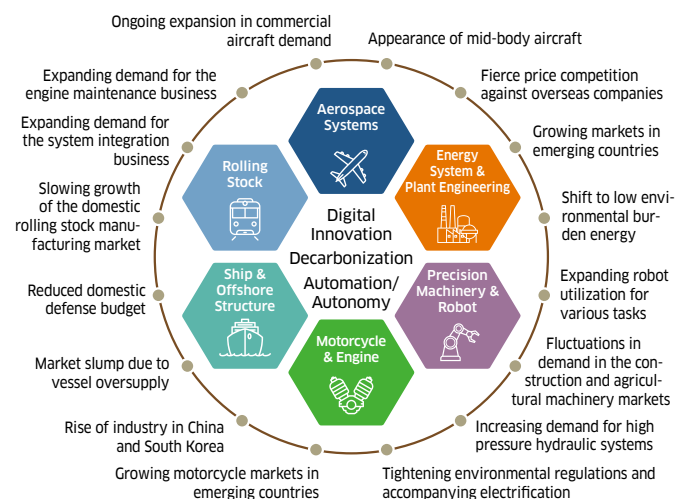 Ongoing expansion in commercial
aircraft demand
Appearance of mid-body aircraft
Expanding demand for the
engine maintenance business
Fierce price competition
against overseas companies
Expanding demand for
the system integration
business
Growing markets in
emerging countries
Slowing growth
of the domestic
rolling stock manu-
facturing market
Shift to low envi-
ronmental bur-
den energy
Reduced domestic
defense budget
Expanding robot
utilization for
various tasks
Market slump due to
vessel oversupply
Fluctuations in
demand in the con-
struction and agricul-
tural machinery markets
Rise of industry in China
and South Korea
Increasing demand for high
pressure hydraulic systems
Growing motorcycle markets in
emerging countries
Tightening environmental regulations and
accompanying electrification
Aerospace
Systems
Rolling
Stock
Energy
System &
Plant Engineering
Digital
Innovation
Decarbonization
Automation/
Autonomy
Ship &
Offshore
Structure
Precision
Machinery &
Robot
Motorcycle
& Engine